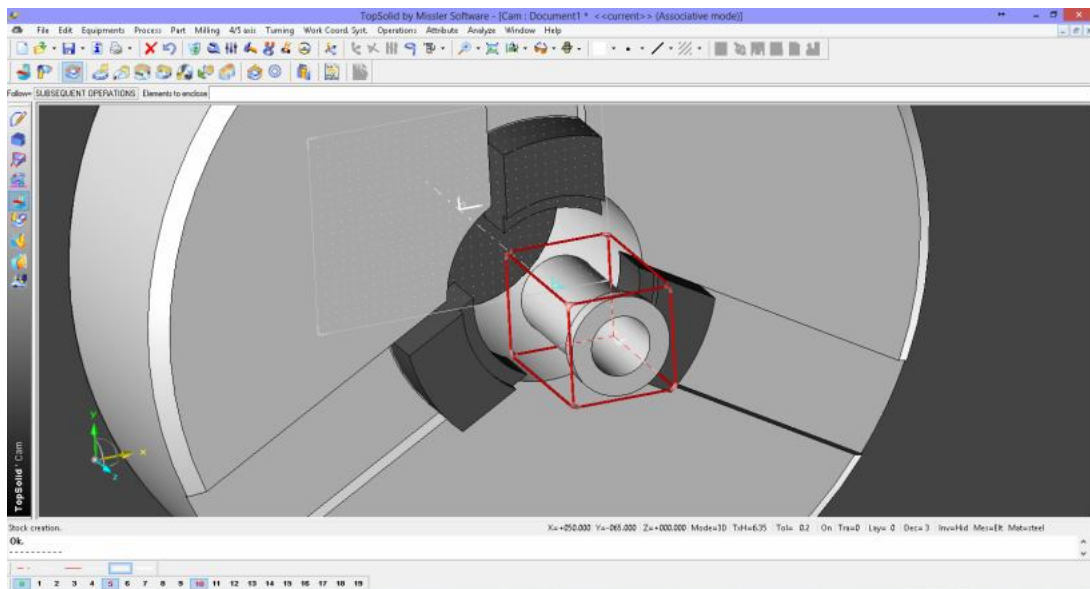 TopSolid by Missler Software - [Cam : Document1 * <<current>> (Associative mode)]
File Edit Equipments Process Part Milling 4/5 axis Turning Work Coord. Syst. Operations Attribute Analyze Window Help
Follow= SUBSEQUENT OPERATIONS Elements to enclose
y
x
z
TopSolid'Cam
Stock creation. X=+050.000 Y=-065.000 Z=+000.000 Mode=3D TxH=6.35 Tol= 0.2 On Tra=0 Lay= 0 Dec= 3 Inv=Hid Mes=Elt Mat=steel
Ok.
----------
0 1 2 3 4 5 6 7 8 9 10 11 12 13 14 15 16 17 18 19